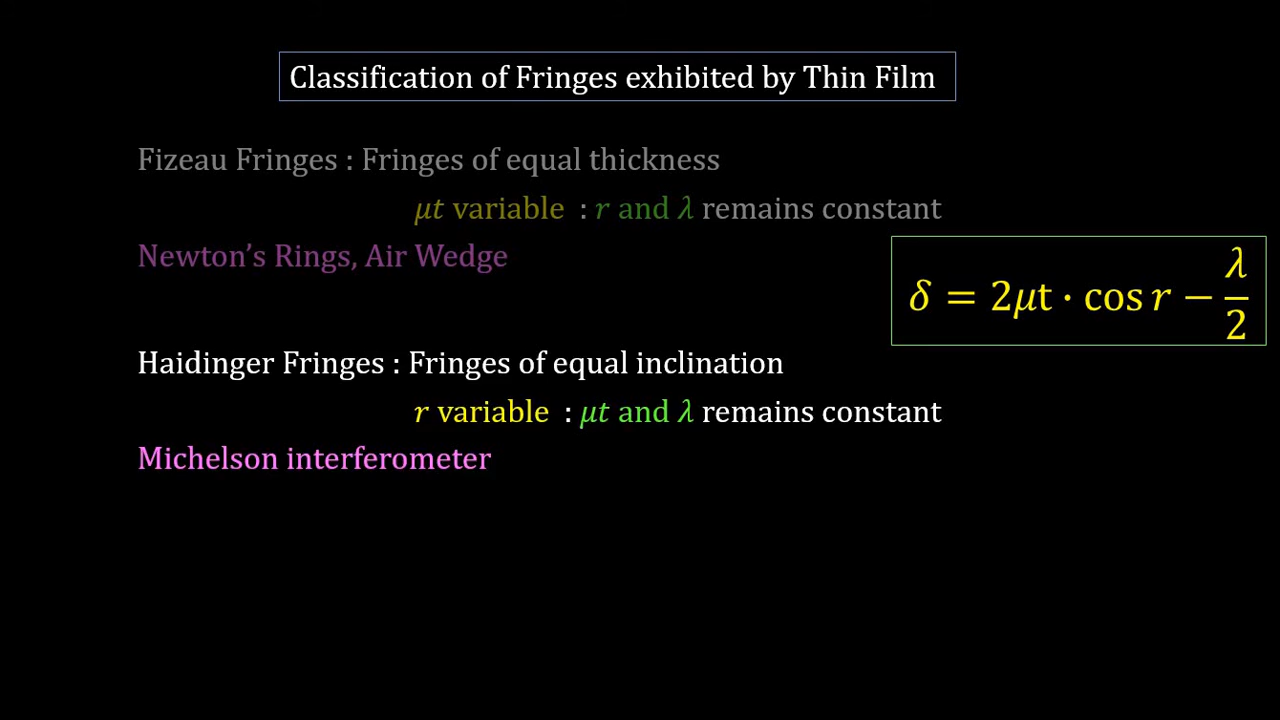 Classification of Fringes exhibited by Thin Film
Fizeau Fringes : Fringes of equal thickness
μt variable : r and λ remains constant
Newton’s Rings, Air Wedge
δ = 2μt · cos r − λ/2
Haidinger Fringes : Fringes of equal inclination
r variable : μt and λ remains constant
Michelson interferometer